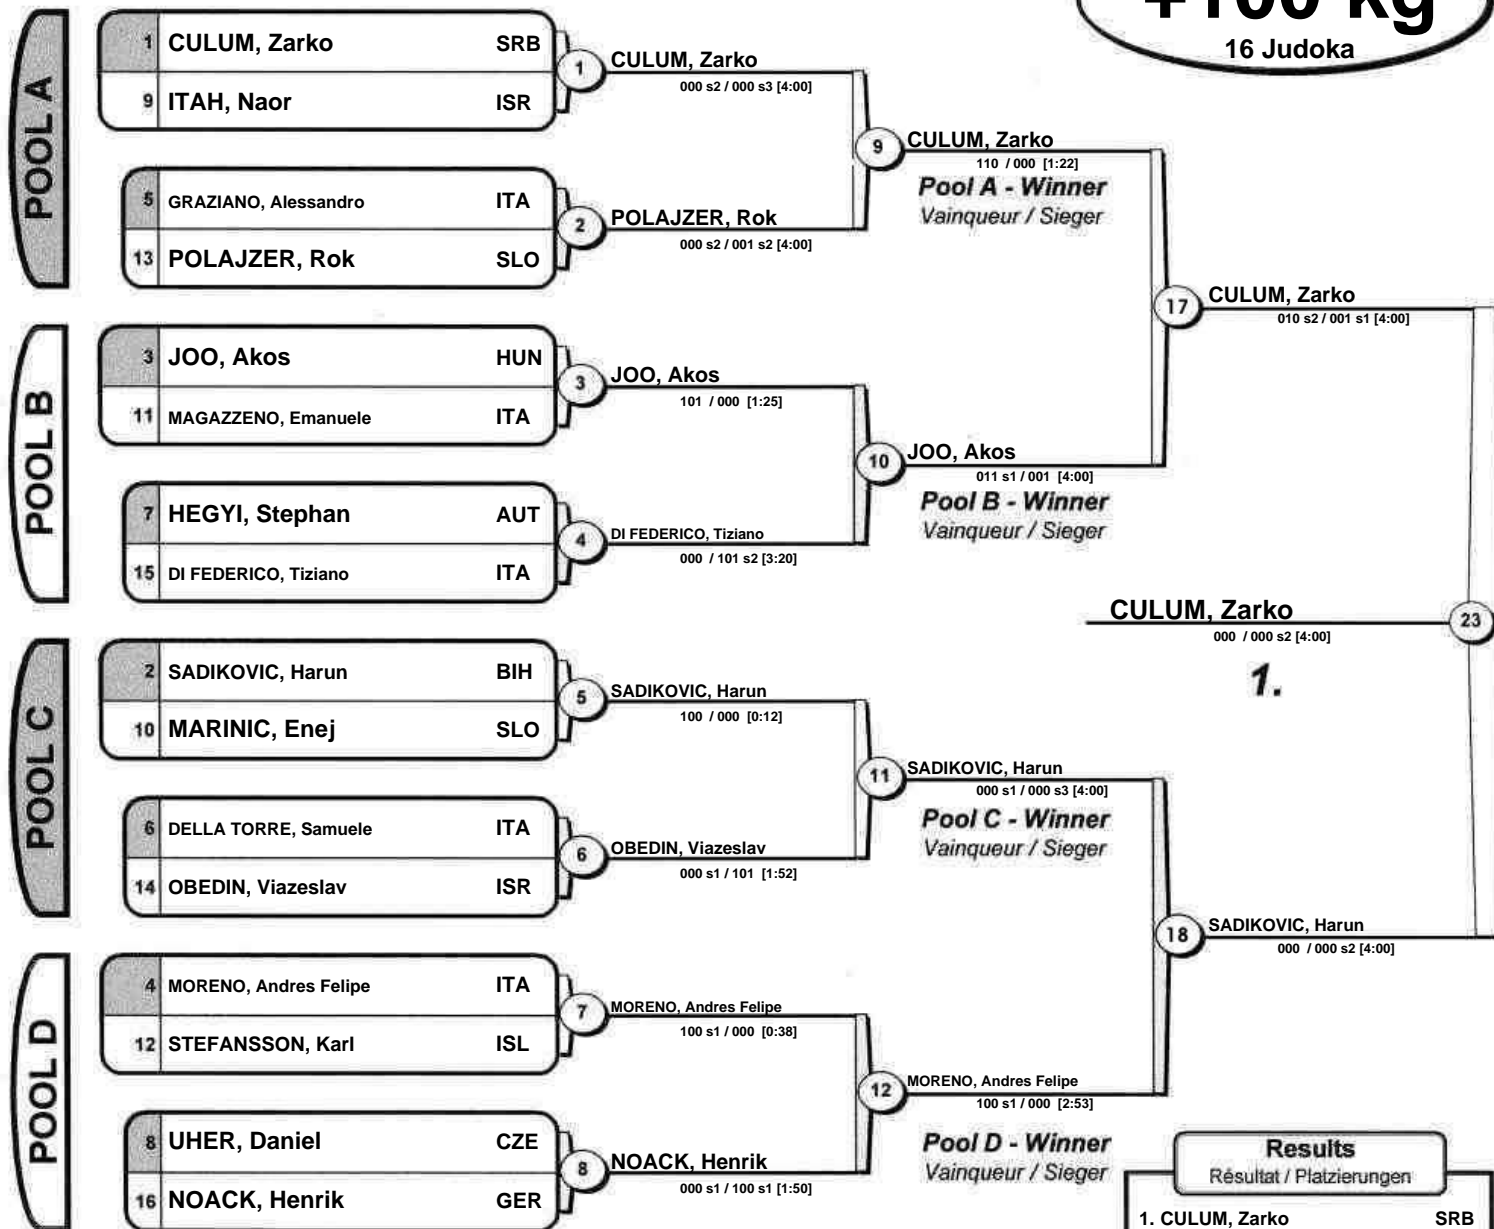 +100 kg
16 Judoka
POOL A
1 CULUM, Zarko SRB
9 ITAH, Naor ISR
5 GRAZIANO, Alessandro ITA
13 POLAJZER, Rok SLO
1
CULUM, Zarko
000 s2 / 000 s3 [4:00]
2
POLAJZER, Rok
000 s2 / 001 s2 [4:00]
9
CULUM, Zarko
110 / 000 [1:22]
Pool A - Winner
Vainqueur / Sieger
POOL B
3 JOO, Akos HUN
11 MAGAZZENO, Emanuele ITA
7 HEGYI, Stephan AUT
15 DI FEDERICO, Tiziano ITA
3
JOO, Akos
101 / 000 [1:25]
4
DI FEDERICO, Tiziano
000 / 101 s2 [3:20]
10
JOO, Akos
011 s1 / 001 [4:00]
Pool B - Winner
Vainqueur / Sieger
17
CULUM, Zarko
010 s2 / 001 s1 [4:00]
CULUM, Zarko
23
000 / 000 s2 [4:00]
1.
POOL C
2 SADIKOVIC, Harun BIH
10 MARINIC, Enej SLO
6 DELLA TORRE, Samuele ITA
14 OBEDIN, Viazeslav ISR
5
SADIKOVIC, Harun
100 / 000 [0:12]
6
OBEDIN, Viazeslav
000 s1 / 101 [1:52]
11
SADIKOVIC, Harun
000 s1 / 000 s3 [4:00]
Pool C - Winner
Vainqueur / Sieger
POOL D
4 MORENO, Andres Felipe ITA
12 STEFANSSON, Karl ISL
8 UHER, Daniel CZE
16 NOACK, Henrik GER
7
MORENO, Andres Felipe
100 s1 / 000 [0:38]
8
NOACK, Henrik
000 s1 / 100 s1 [1:50]
12
MORENO, Andres Felipe
100 s1 / 000 [2:53]
Pool D - Winner
Vainqueur / Sieger
18
SADIKOVIC, Harun
000 / 000 s2 [4:00]
Results
Résultat / Platzierungen
1. CULUM, Zarko SRB